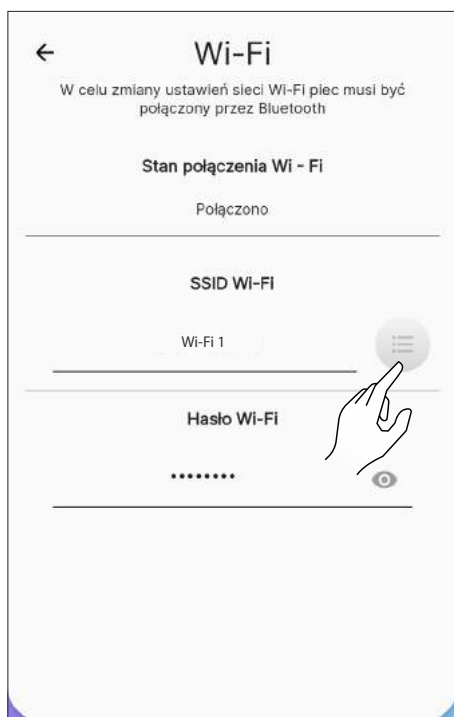 Wi-Fi
W celu zmiany ustawień sieci Wi-Fi piec musi być
połączony przez Bluetooth
Stan połączenia Wi - Fi
Połączono
SSID Wi-Fi
Wi-Fi 1
Hasło Wi-Fi
••••••••